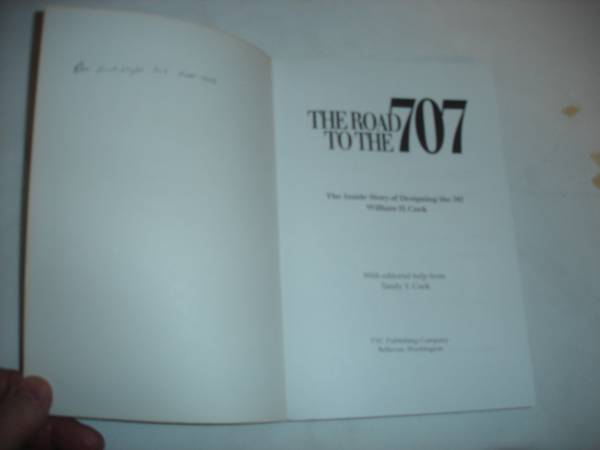 THE ROAD
TO THE 707
The Inside Story of Designing the 707
William H. Cook
With editorial help from
Tandy Y. Cook
TYC Publishing Company
Bellevue, Washington